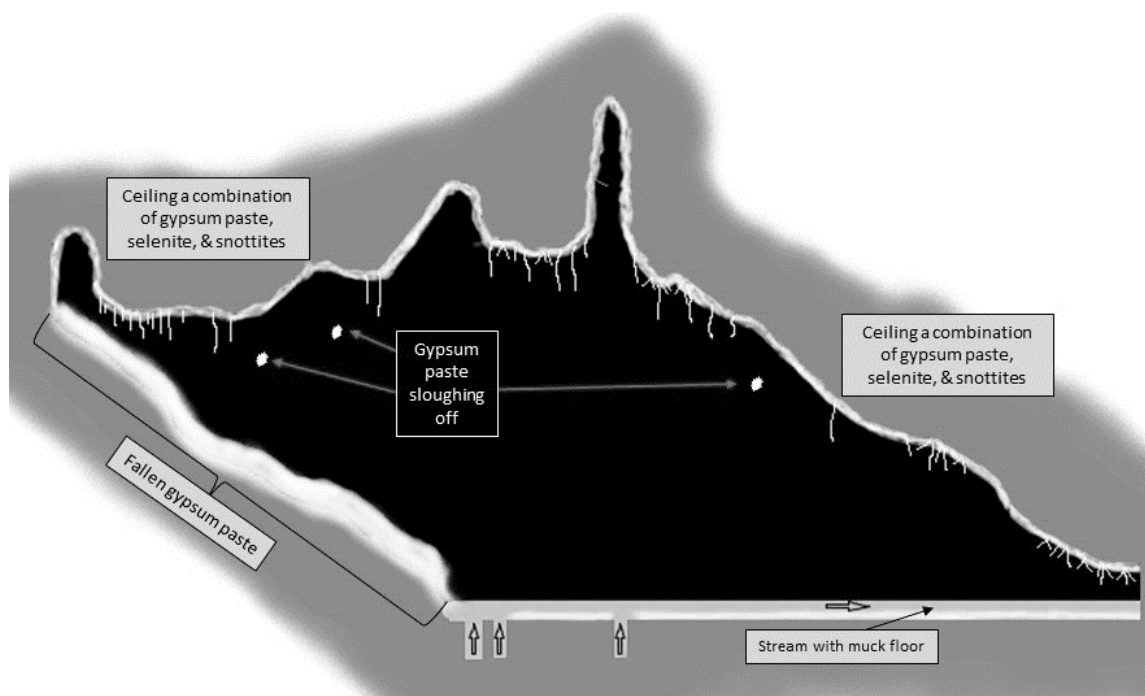 Ceiling a combination
of gypsum paste,
selenite, & snottites
Gypsum
paste
sloughing
off
Ceiling a combination
of gypsum paste,
selenite, & snottites
Fallen gypsum paste
Stream with muck floor